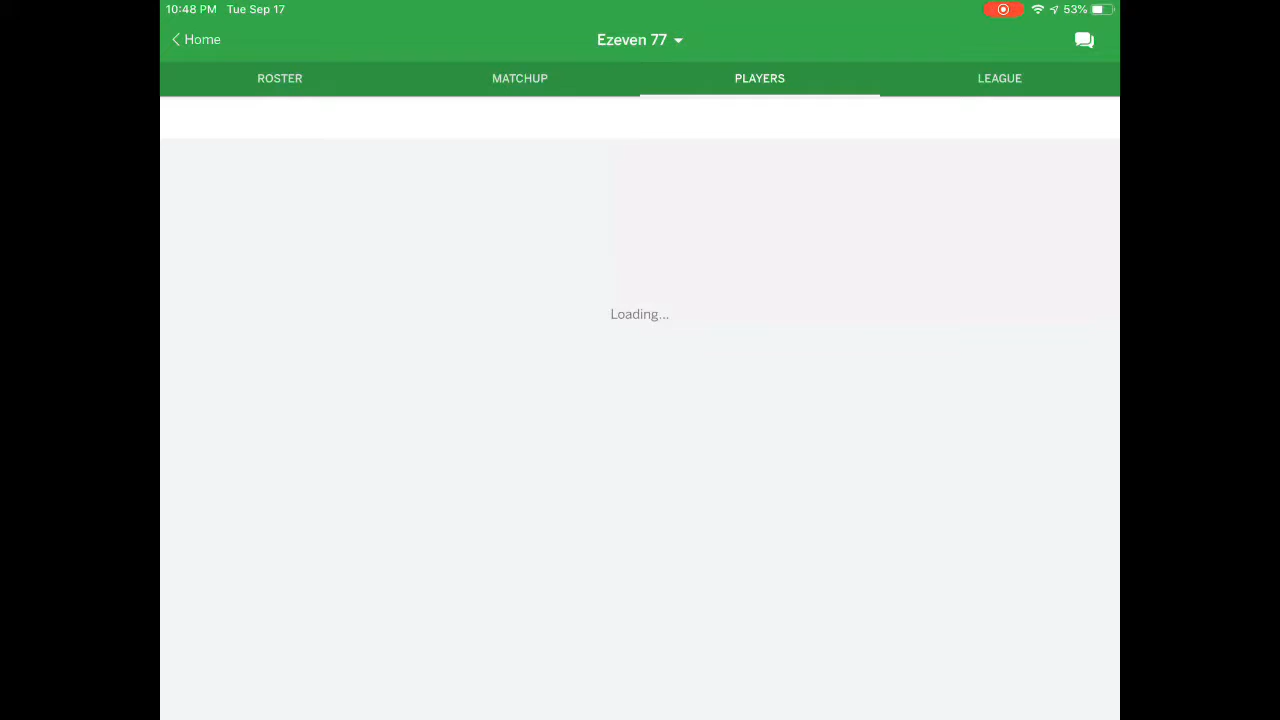 10:48 PM Tue Sep 17 53%
Home Ezeven 77
ROSTER MATCHUP PLAYERS LEAGUE
Loading...